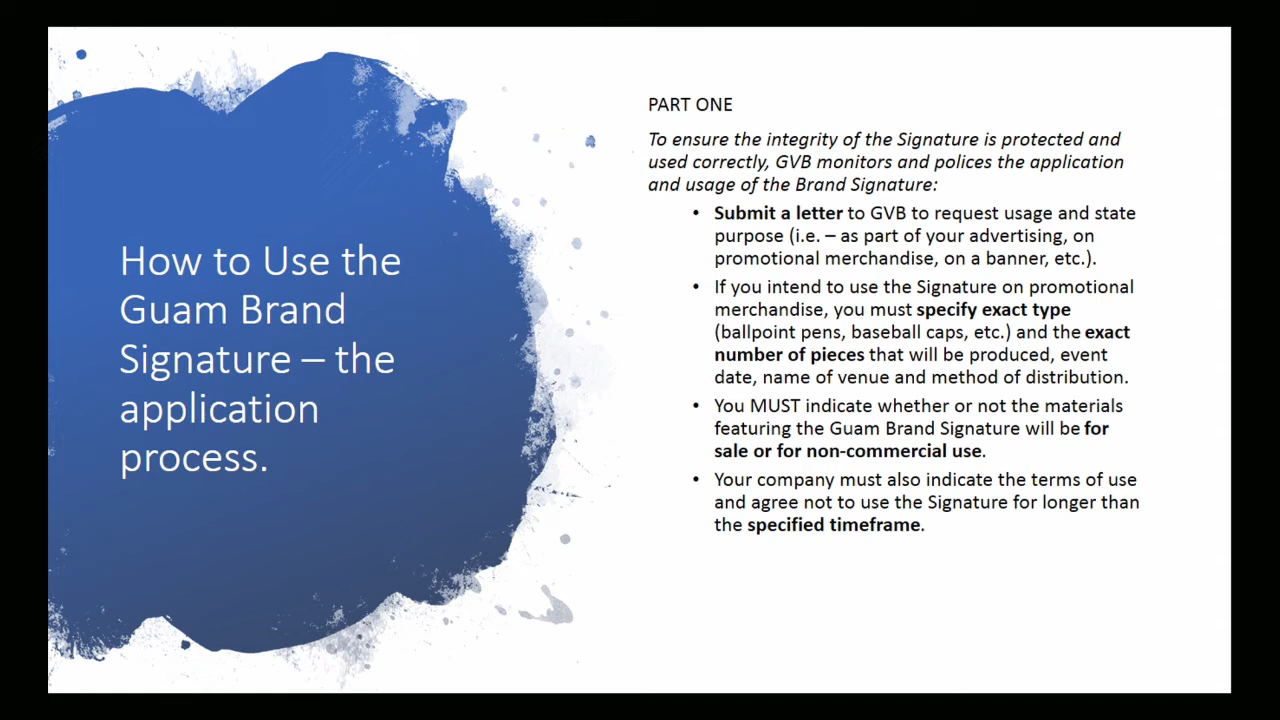 How to Use the
Guam Brand
Signature – the
application
process.
PART ONE
To ensure the integrity of the Signature is protected and
used correctly, GVB monitors and polices the application
and usage of the Brand Signature:
• Submit a letter to GVB to request usage and state
purpose (i.e. – as part of your advertising, on
promotional merchandise, on a banner, etc.).
• If you intend to use the Signature on promotional
merchandise, you must specify exact type
(ballpoint pens, baseball caps, etc.) and the exact
number of pieces that will be produced, event
date, name of venue and method of distribution.
• You MUST indicate whether or not the materials
featuring the Guam Brand Signature will be for
sale or for non-commercial use.
• Your company must also indicate the terms of use
and agree not to use the Signature for longer than
the specified timeframe.